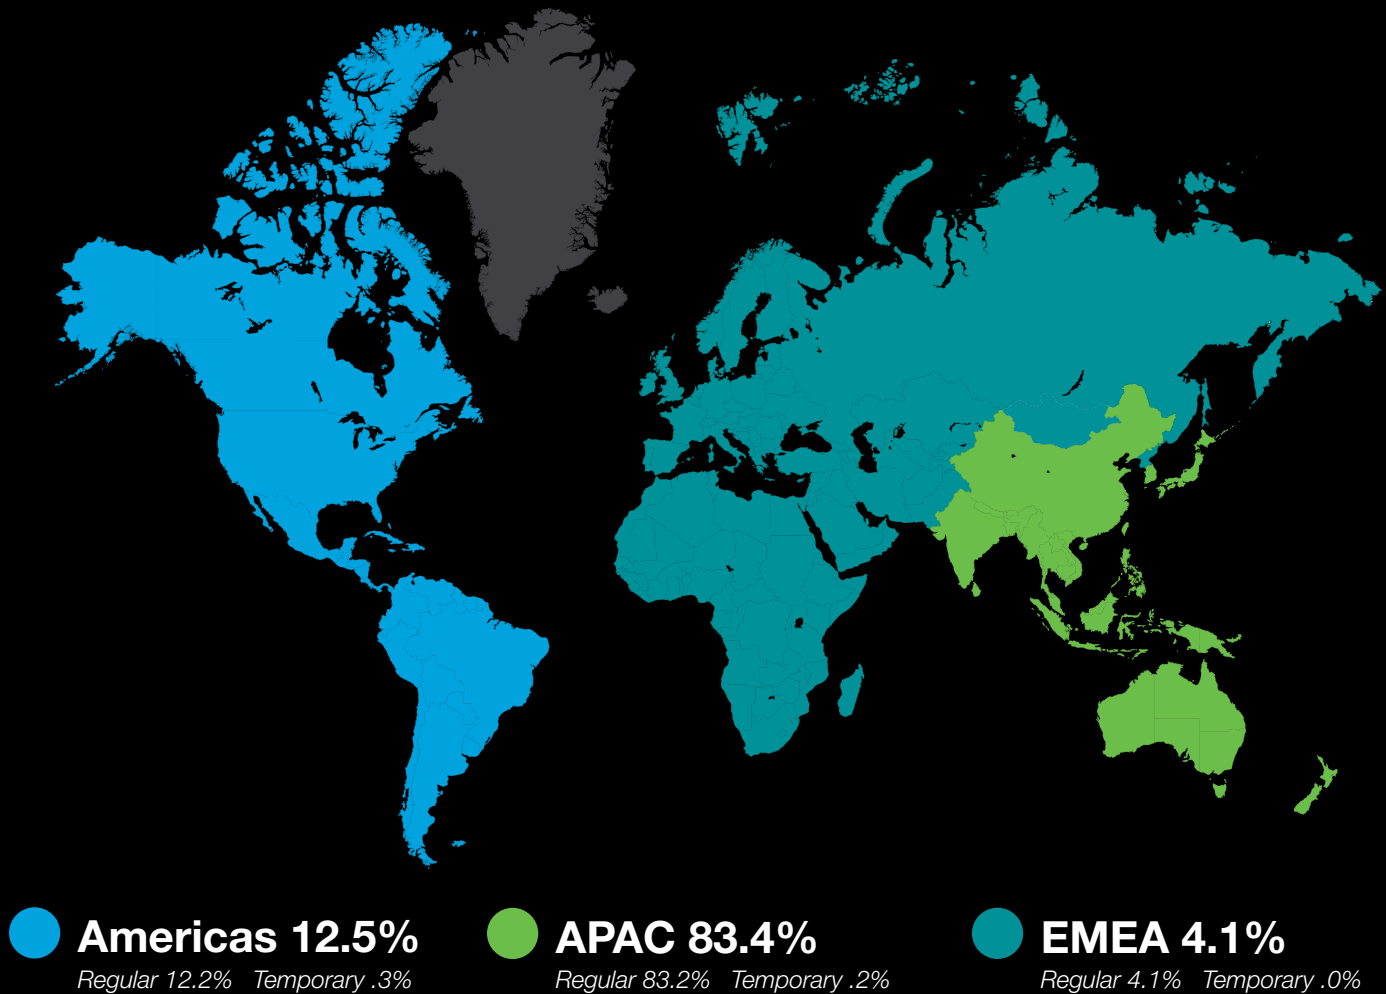 Americas 12.5%
Regular 12.2% Temporary .3%
APAC 83.4%
Regular 83.2% Temporary .2%
EMEA 4.1%
Regular 4.1% Temporary .0%